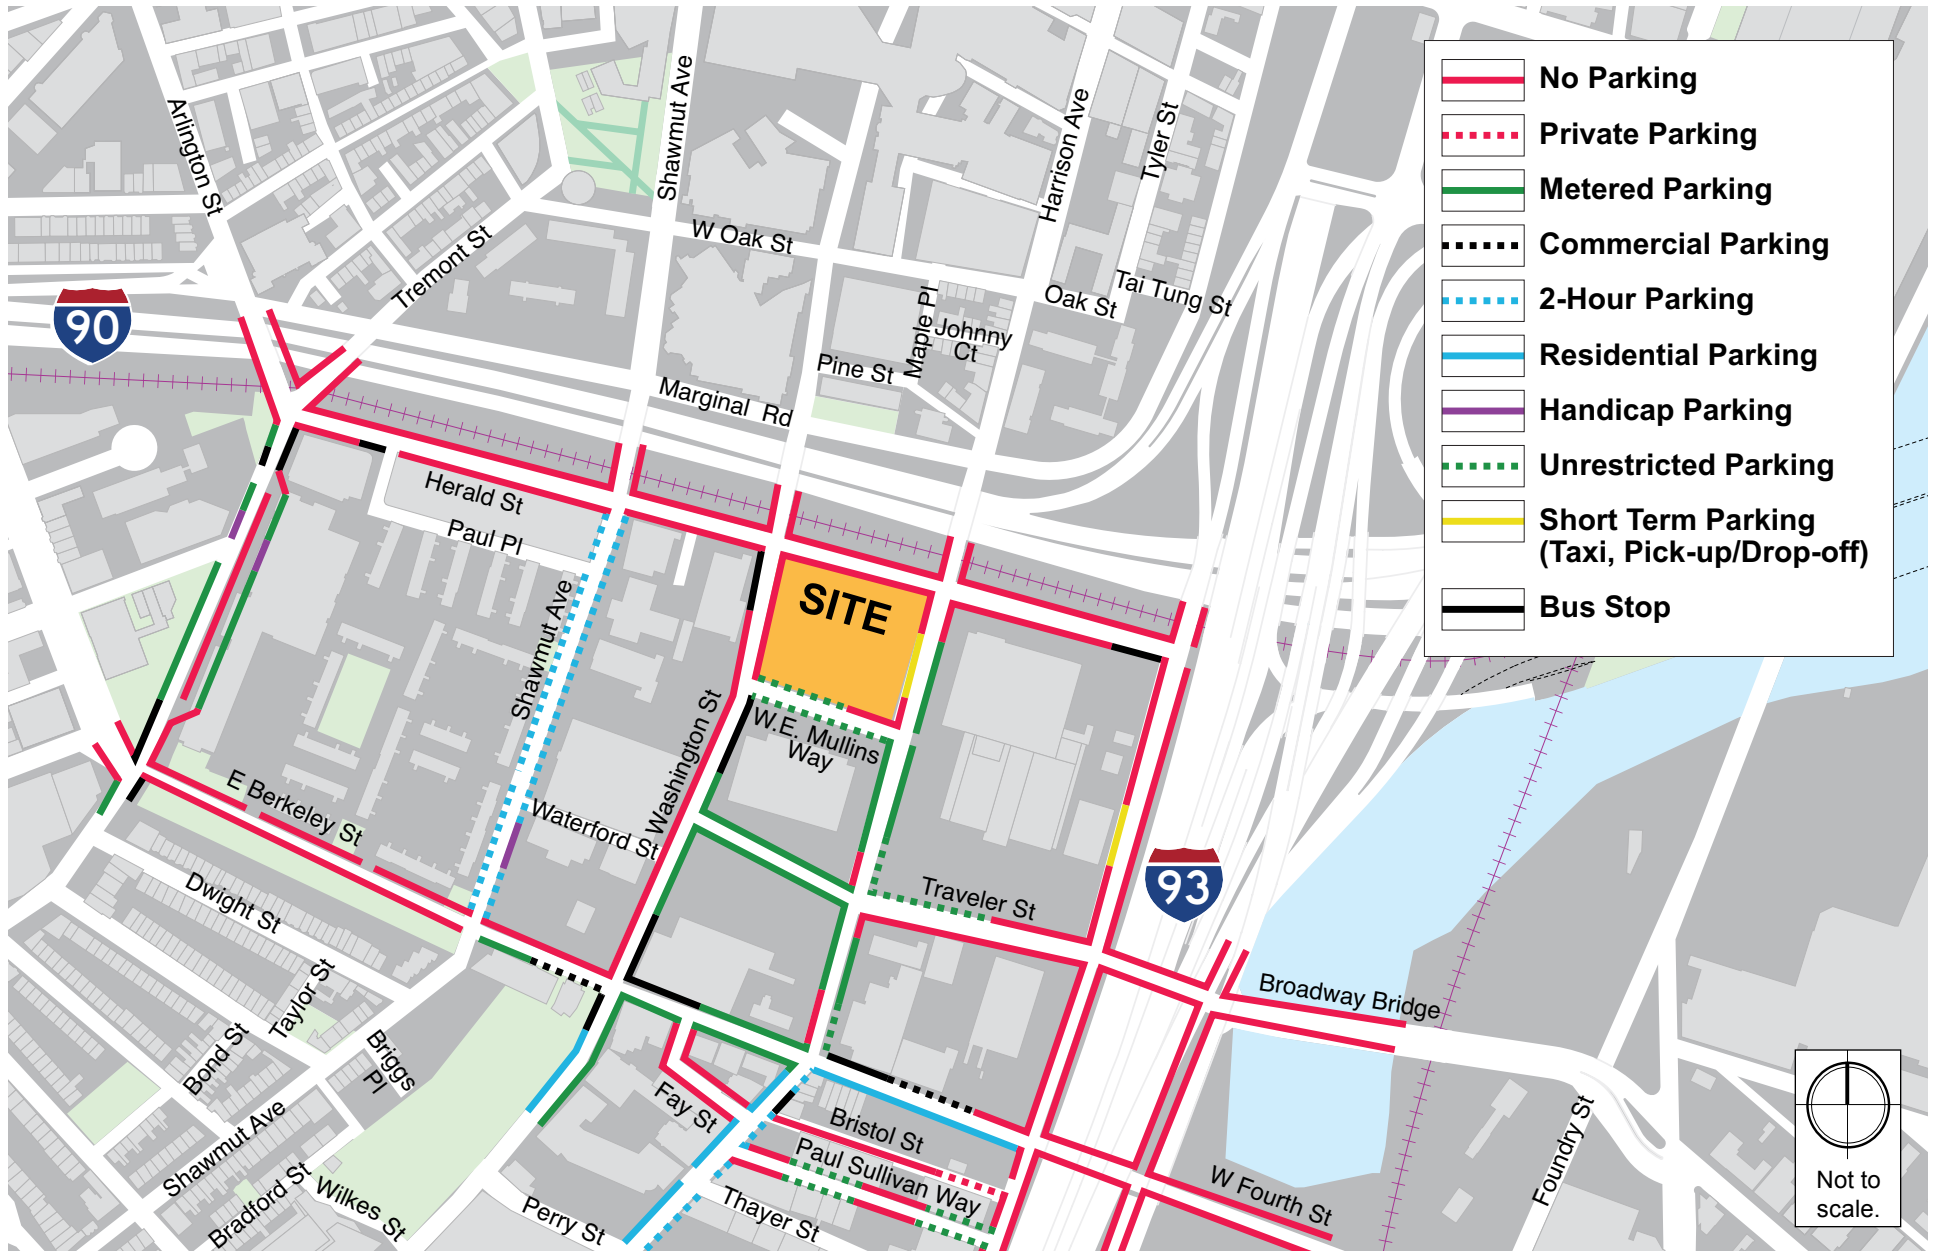 No Parking
Private Parking
Metered Parking
Commercial Parking
2-Hour Parking
Residential Parking
Handicap Parking
Unrestricted Parking
Short Term Parking
(Taxi, Pick-up/Drop-off)
Bus Stop
Arlington St
Shawmut Ave
Harrison Ave
Tyler St
W Oak St
Tremont St
Oak St
Tai Tung St
Maple Pl
Johnny
Ct
Pine St
90
Marginal Rd
Herald St
Paul Pl
SITE
Shawmut Ave
Washington St
W.E. Mullins
Way
E Berkeley St
Waterford St
93
Traveler St
Dwight St
Taylor St
Bond St
Briggs
Pl
Broadway Bridge
Fay St
Bristol St
Paul Sullivan Way
Shawmut Ave
Bradford St
Wilkes St
Perry St
Thayer St
W Fourth St
Foundry St
Not to
scale.